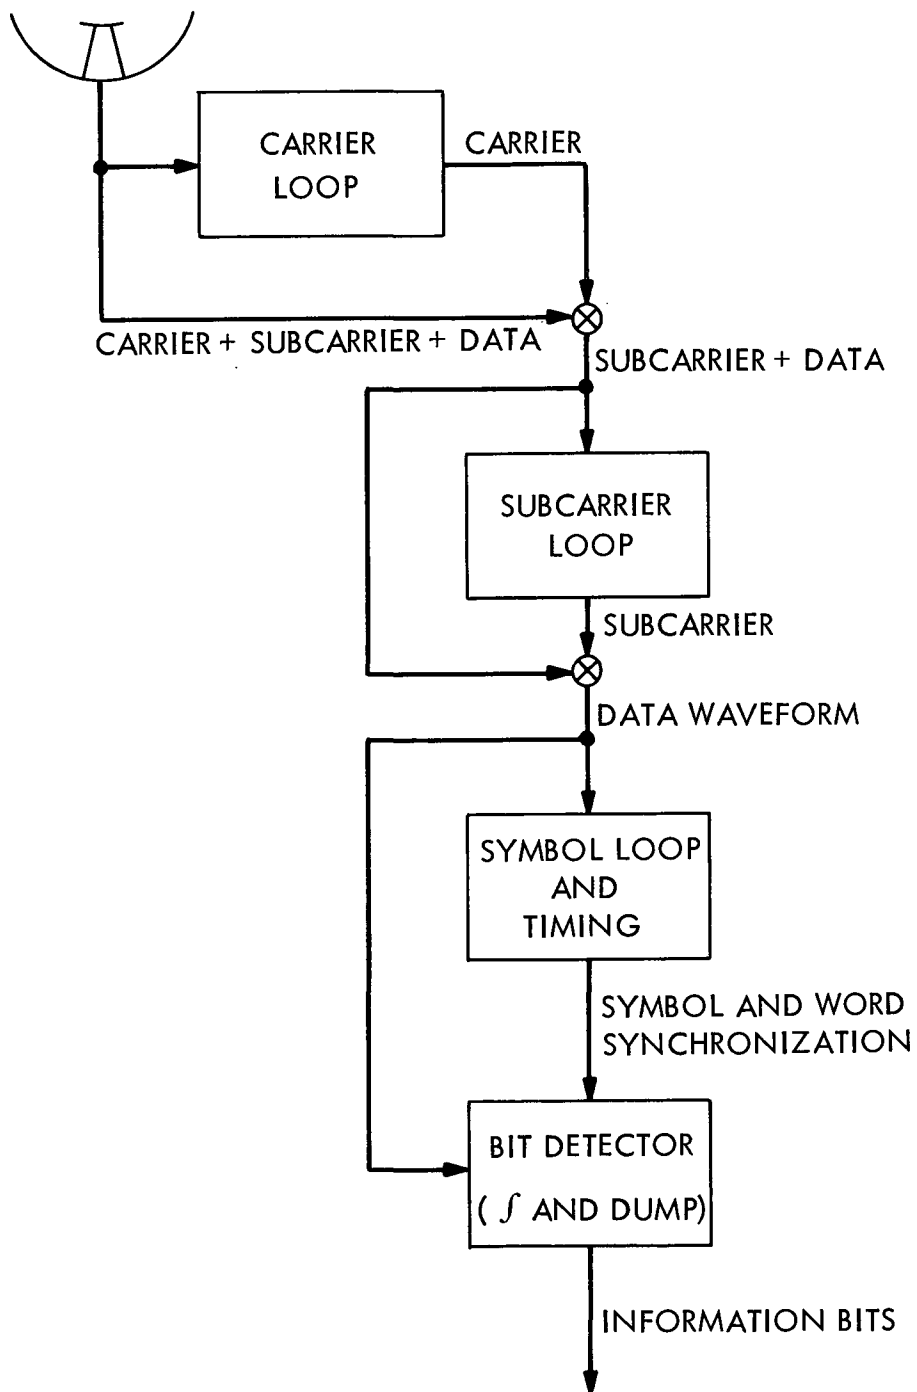 CARRIER
LOOP
CARRIER
CARRIER + SUBCARRIER + DATA
SUBCARRIER + DATA
SUBCARRIER
LOOP
SUBCARRIER
DATA WAVEFORM
SYMBOL LOOP
AND
TIMING
SYMBOL AND WORD
SYNCHRONIZATION
BIT DETECTOR
( ∫ AND DUMP)
INFORMATION BITS